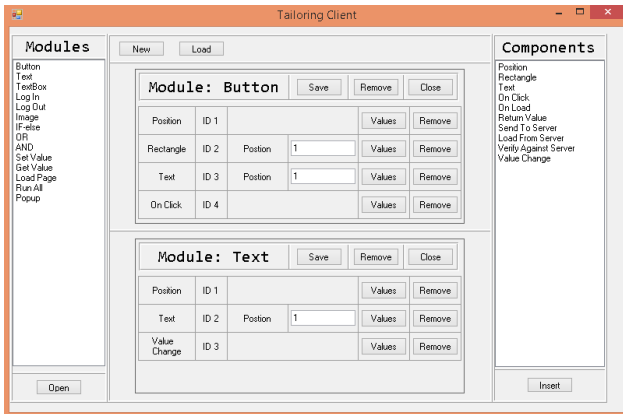 Tailoring Client
Modules
New Load
Components
Button
Text
TextBox
Log In
Log Out
Image
IF-else
OR
AND
Set Value
Get Value
Load Page
Run All
Popup
Open
Module: Button Save Remove Close
Position ID 1 Values Remove
Rectangle ID 2 Postion 1 Values Remove
Text ID 3 Postion 1 Values Remove
On Click ID 4 Values Remove
Module: Text Save Remove Close
Position ID 1 Values Remove
Text ID 2 Postion 1 Values Remove
Value
Change ID 3 Values Remove
Position
Rectangle
Text
On Click
On Load
Return Value
Send To Server
Load From Server
Verify Against Server
Value Change
Insert